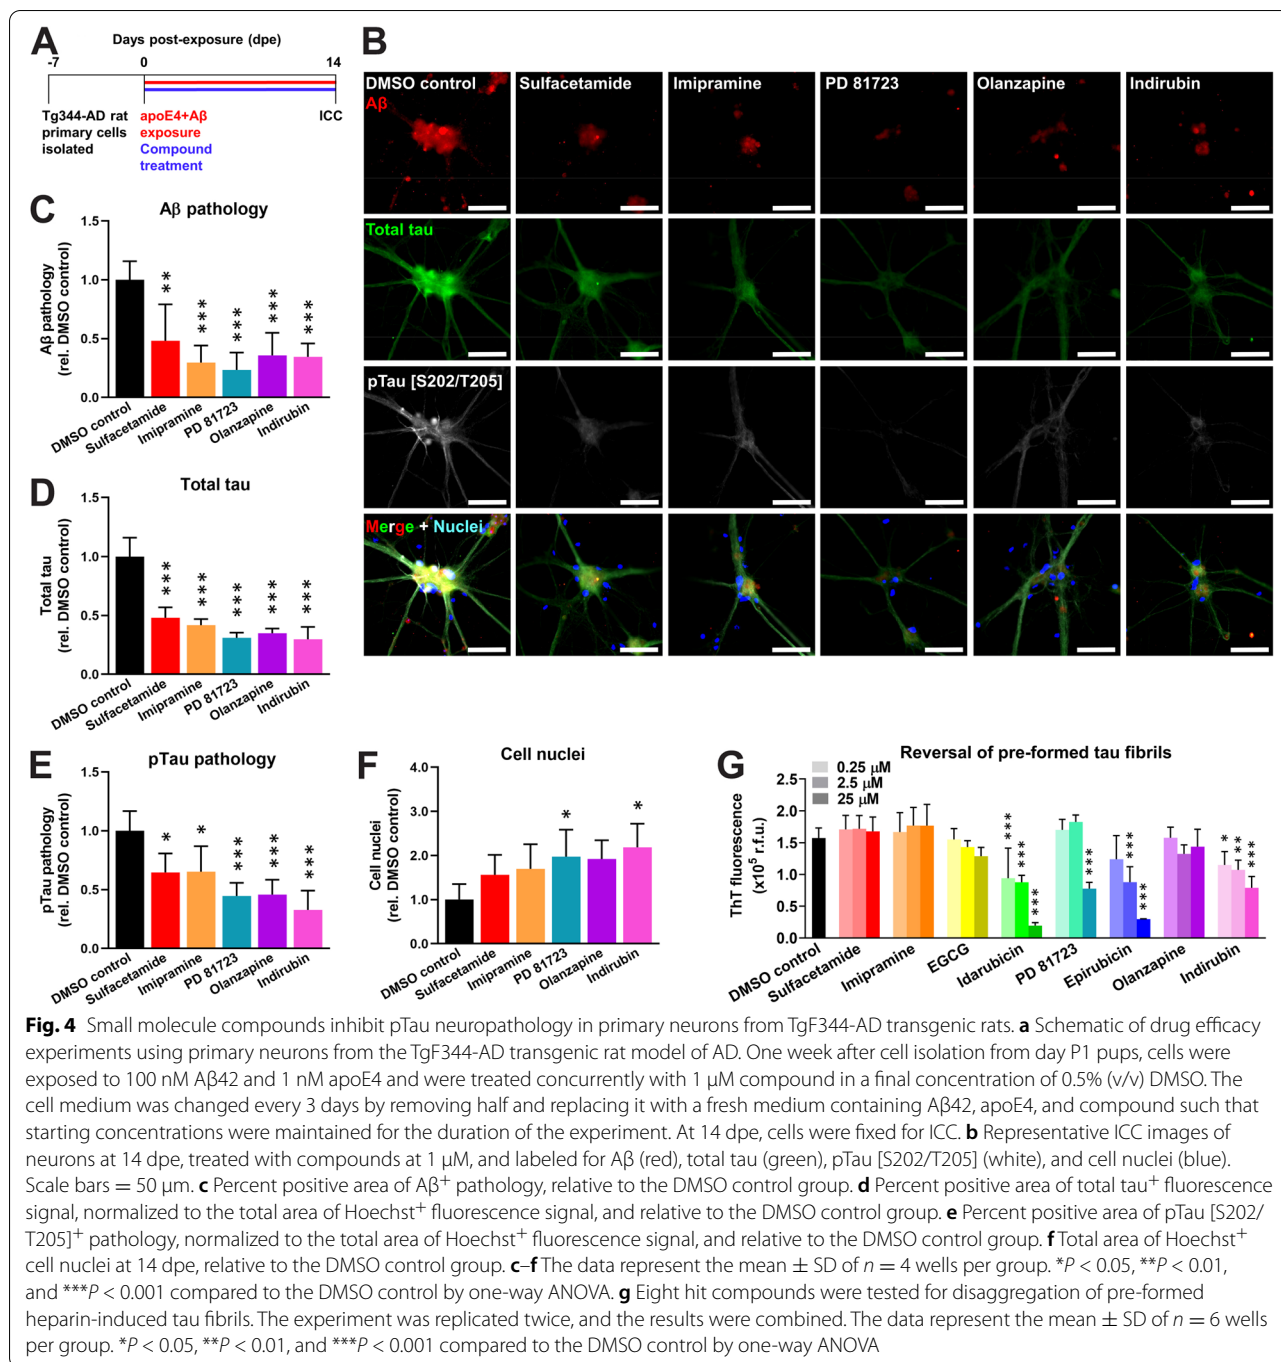 A
Days post-exposure (dpe)
-7 0 14
Tg344-AD rat
primary cells
isolated
apoE4+Aβ
exposure
Compound
treatment
ICC
B
DMSO control Sulfacetamide Imipramine PD 81723 Olanzapine Indirubin
Aβ
Total tau
pTau [S202/T205]
Merge + Nuclei
C
Aβ pathology
Aβ pathology
(rel. DMSO control)
1.5
1.0
0.5
0.0
** *** *** *** ***
DMSO control Sulfacetamide Imipramine PD 81723 Olanzapine Indirubin
D
Total tau
Total tau
(rel. DMSO control)
1.5
1.0
0.5
0.0
*** *** *** *** ***
DMSO control Sulfacetamide Imipramine PD 81723 Olanzapine Indirubin
E
pTau pathology
pTau pathology
(rel. DMSO control)
1.5
1.0
0.5
0.0
* * *** *** ***
DMSO control Sulfacetamide Imipramine PD 81723 Olanzapine Indirubin
F
Cell nuclei
Cell nuclei
(rel. DMSO control)
4.0
3.0
2.0
1.0
0.0
* *
DMSO control Sulfacetamide Imipramine PD 81723 Olanzapine Indirubin
G
Reversal of pre-formed tau fibrils
0.25 μM
2.5 μM
25 μM
ThT fluorescence
(x10⁵ r.f.u.)
2.5
2.0
1.5
1.0
0.5
0.0
*** *** *** *** *** *** * ** ***
DMSO control Sulfacetamide Imipramine EGCG Idarubicin PD 81723 Epirubicin Olanzapine Indirubin
Fig. 4 Small molecule compounds inhibit pTau neuropathology in primary neurons from TgF344-AD transgenic rats. a Schematic of drug efficacy
experiments using primary neurons from the TgF344-AD transgenic rat model of AD. One week after cell isolation from day P1 pups, cells were
exposed to 100 nM Aβ42 and 1 nM apoE4 and were treated concurrently with 1 μM compound in a final concentration of 0.5% (v/v) DMSO. The
cell medium was changed every 3 days by removing half and replacing it with a fresh medium containing Aβ42, apoE4, and compound such that
starting concentrations were maintained for the duration of the experiment. At 14 dpe, cells were fixed for ICC. b Representative ICC images of
neurons at 14 dpe, treated with compounds at 1 μM, and labeled for Aβ (red), total tau (green), pTau [S202/T205] (white), and cell nuclei (blue).
Scale bars = 50 μm. c Percent positive area of Aβ⁺ pathology, relative to the DMSO control group. d Percent positive area of total tau⁺ fluorescence
signal, normalized to the total area of Hoechst⁺ fluorescence signal, and relative to the DMSO control group. e Percent positive area of pTau [S202/
T205]⁺ pathology, normalized to the total area of Hoechst⁺ fluorescence signal, and relative to the DMSO control group. f Total area of Hoechst⁺
cell nuclei at 14 dpe, relative to the DMSO control group. c–f The data represent the mean ± SD of n = 4 wells per group. *P < 0.05, **P < 0.01,
and ***P < 0.001 compared to the DMSO control by one-way ANOVA. g Eight hit compounds were tested for disaggregation of pre-formed
heparin-induced tau fibrils. The experiment was replicated twice, and the results were combined. The data represent the mean ± SD of n = 6 wells
per group. *P < 0.05, **P < 0.01, and ***P < 0.001 compared to the DMSO control by one-way ANOVA